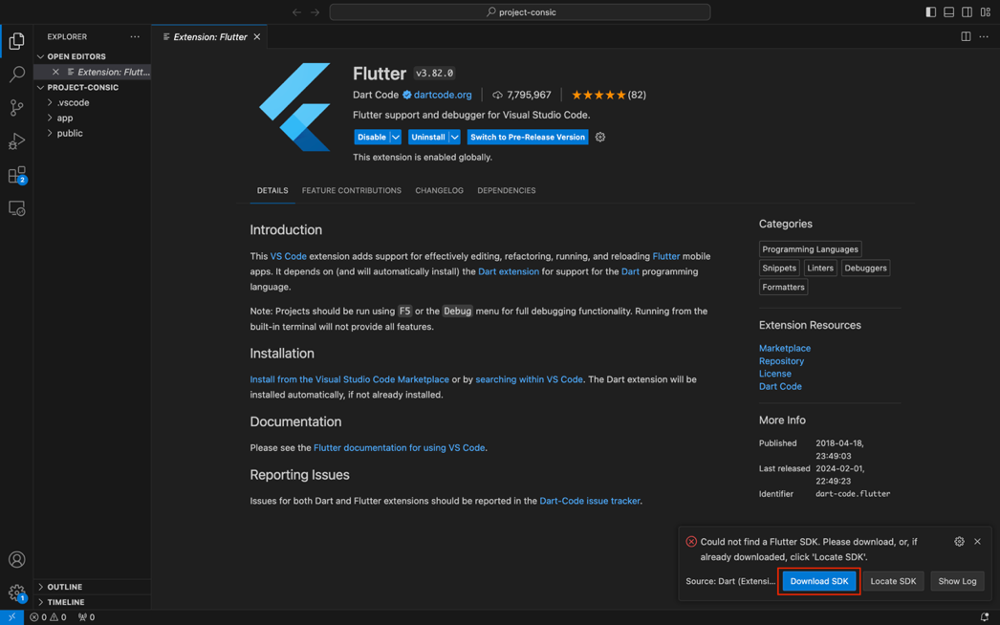 project-consic
EXPLORER
OPEN EDITORS
Extension: Flutt...
PROJECT-CONSIC
.vscode
app
public
OUTLINE
TIMELINE
2
1
0 0 0
Extension: Flutter
Flutter v3.82.0
Dart Code dartcode.org 7,795,967 (82)
Flutter support and debugger for Visual Studio Code.
Disable Uninstall Switch to Pre-Release Version
This extension is enabled globally.
DETAILS FEATURE CONTRIBUTIONS CHANGELOG DEPENDENCIES
Introduction
This VS Code extension adds support for effectively editing, refactoring, running, and reloading Flutter mobile
apps. It depends on (and will automatically install) the Dart extension for support for the Dart programming
language.
Note: Projects should be run using F5 or the Debug menu for full debugging functionality. Running from the
built-in terminal will not provide all features.
Installation
Install from the Visual Studio Code Marketplace or by searching within VS Code. The Dart extension will be
installed automatically, if not already installed.
Documentation
Please see the Flutter documentation for using VS Code.
Reporting Issues
Issues for both Dart and Flutter extensions should be reported in the Dart-Code issue tracker.
Categories
Programming Languages
Snippets Linters Debuggers
Formatters
Extension Resources
Marketplace
Repository
License
Dart Code
More Info
Published 2018-04-18,
23:49:03
Last released 2024-02-01,
22:49:23
Identifier dart-code.flutter
Could not find a Flutter SDK. Please download, or, if
already downloaded, click 'Locate SDK'.
Source: Dart (Extensi... Download SDK Locate SDK Show Log